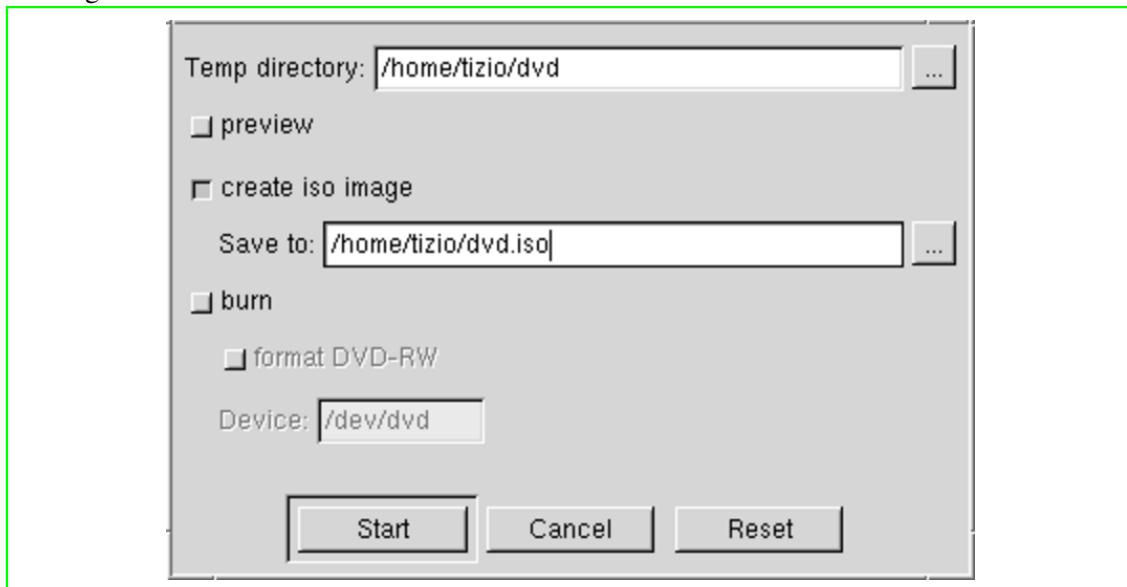 Temp directory: /home/tizio/dvd ...
preview
create iso image
Save to: /home/tizio/dvd.iso ...
burn
format DVD-RW
Device: /dev/dvd
Start Cancel Reset